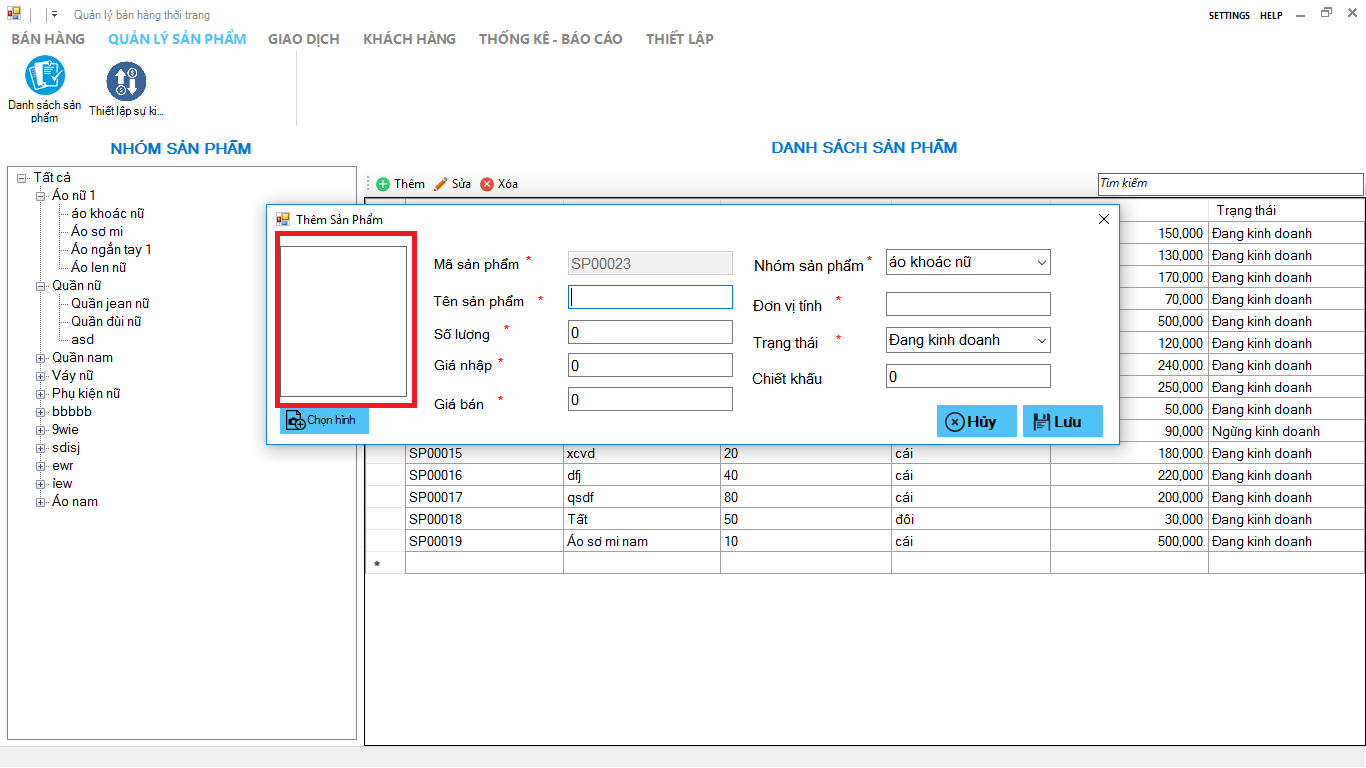 Quản lý bán hàng thời trang
SETTINGS HELP
BÁN HÀNG QUẢN LÝ SẢN PHẨM GIAO DỊCH KHÁCH HÀNG THỐNG KÊ - BÁO CÁO THIẾT LẬP
Danh sách sản phẩm
Thiết lập sự ki...
NHÓM SẢN PHẨM
Tất cả
Áo nữ 1
áo khoác nữ
Áo sơ mi
Áo ngắn tay 1
Áo len nữ
Quần nữ
Quần jean nữ
Quần đùi nữ
asd
Quần nam
Váy nữ
Phụ kiện nữ
bbbbb
9wie
sdisj
ewr
iew
Áo nam
DANH SÁCH SẢN PHẨM
Thêm Sửa Xóa
Tìm kiếm
Trạng thái
150,000 Đang kinh doanh
130,000 Đang kinh doanh
170,000 Đang kinh doanh
70,000 Đang kinh doanh
500,000 Đang kinh doanh
120,000 Đang kinh doanh
240,000 Đang kinh doanh
250,000 Đang kinh doanh
50,000 Đang kinh doanh
90,000 Ngừng kinh doanh
SP00015 xcvd 20 cái 180,000 Đang kinh doanh
SP00016 dfj 40 cái 220,000 Đang kinh doanh
SP00017 qsdf 80 cái 200,000 Đang kinh doanh
SP00018 Tất 50 đôi 30,000 Đang kinh doanh
SP00019 Áo sơ mi nam 10 cái 500,000 Đang kinh doanh
*
Thêm Sản Phẩm
Chọn hình
Mã sản phẩm * SP00023
Tên sản phẩm *
Số lượng * 0
Giá nhập * 0
Giá bán * 0
Nhóm sản phẩm * áo khoác nữ
Đơn vị tính *
Trạng thái * Đang kinh doanh
Chiết khấu 0
Hủy Lưu